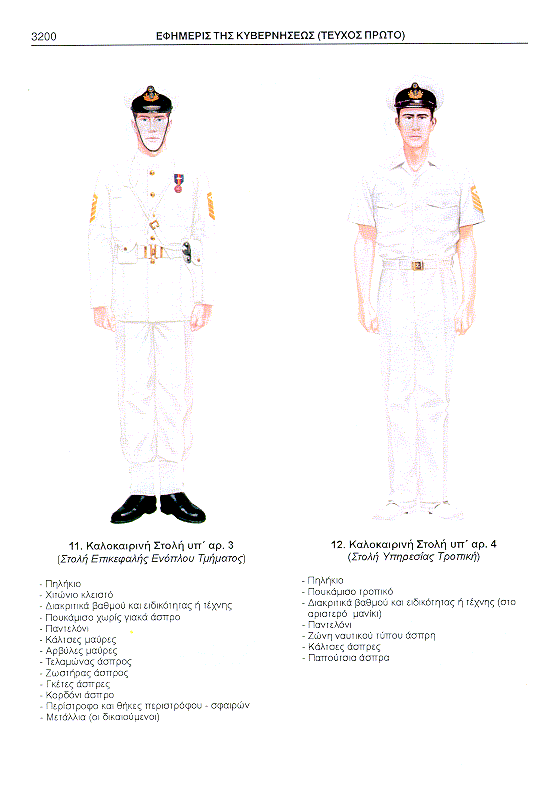 3200
ΕΦΗΜΕΡΙΣ ΤΗΣ ΚΥΒΕΡΝΗΣΕΩΣ (ΤΕΥΧΟΣ ΠΡΩΤΟ)
11. Καλοκαιρινή Στολή υπ΄ αρ. 3
(Στολή Επικεφαλής Ενόπλου Τμήματος)
- Πηλήκιο
- Χιτώνιο κλειστό
- Διακριτικά βαθμού και ειδικότητας ή τέχνης
- Πουκάμισο χωρίς γιακά άσπρο
- Παντελόνι
- Κάλτσες μαύρες
- Αρβύλες μαύρες
- Τελαμώνας άσπρος
- Ζωστήρας άσπρος
- Γκέτες άσπρες
- Κορδόνι άσπρο
- Περίστροφο και θήκες περιστρόφου - σφαιρών
- Μετάλλια (οι δικαιούμενοι)
12. Καλοκαιρινή Στολή υπ΄ αρ. 4
(Στολή Υπηρεσίας Τροπική)
- Πηλήκιο
- Πουκάμισο τροπικό
- Διακριτικά βαθμού και ειδικότητας ή τέχνης (στο
αριστερό μανίκι)
- Παντελόνι
- Ζώνη ναυτικού τύπου άσπρη
- Κάλτσες άσπρες
- Παπούτσια άσπρα